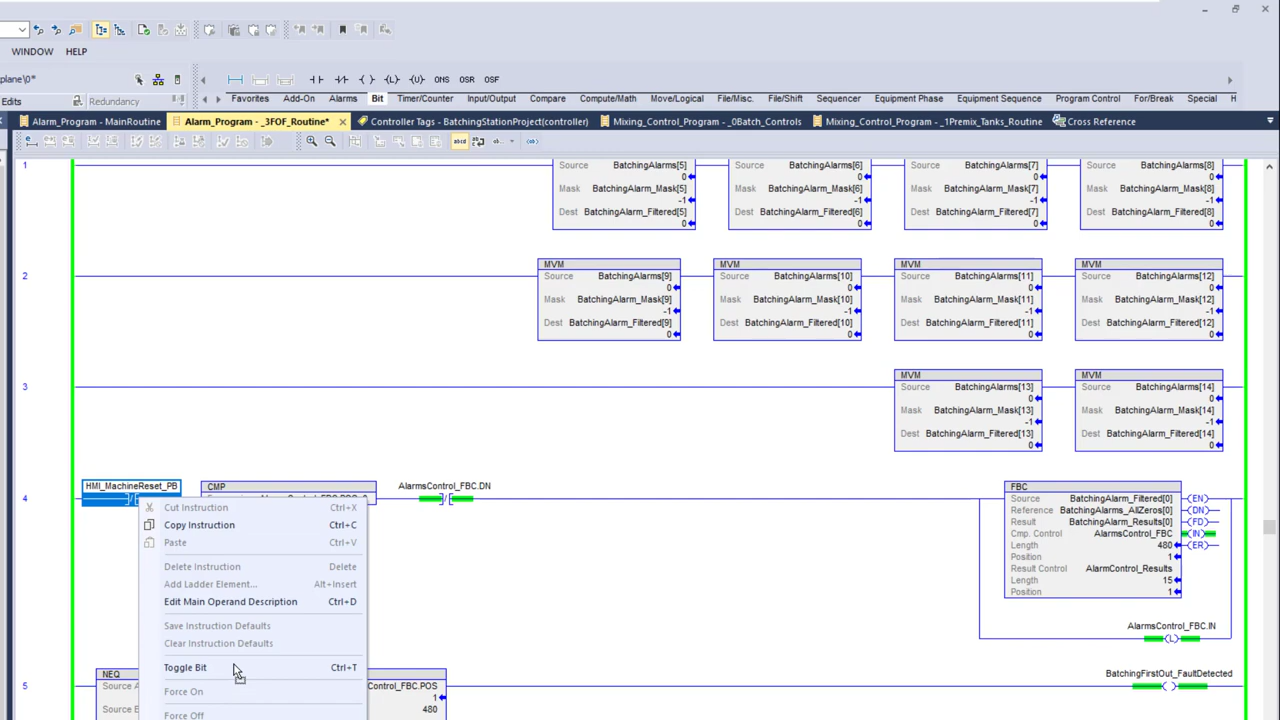 WINDOW HELP
plane\0*
ONS OSR OSF
Edits Redundancy
Favorites Add-On Alarms Bit Timer/Counter Input/Output Compare Compute/Math Move/Logical File/Misc. File/Shift Sequencer Equipment Phase Equipment Sequence Program Control For/Break Special H
Alarm_Program - MainRoutine Alarm_Program - _3FOF_Routine* Controller Tags - BatchingStationProject(controller) Mixing_Control_Program - _0Batch_Controls Mixing_Control_Program - _1Premix_Tanks_Routine Cross Reference
1
Source BatchingAlarms[5] Source BatchingAlarms[6] Source BatchingAlarms[7] Source BatchingAlarms[8]
0 0 0 0
Mask BatchingAlarm_Mask[5] Mask BatchingAlarm_Mask[6] Mask BatchingAlarm_Mask[7] Mask BatchingAlarm_Mask[8]
-1 -1 -1 -1
Dest BatchingAlarm_Filtered[5] Dest BatchingAlarm_Filtered[6] Dest BatchingAlarm_Filtered[7] Dest BatchingAlarm_Filtered[8]
0 0 0 0
MVM MVM MVM MVM
2 Source BatchingAlarms[9] Source BatchingAlarms[10] Source BatchingAlarms[11] Source BatchingAlarms[12]
0 0 0 0
Mask BatchingAlarm_Mask[9] Mask BatchingAlarm_Mask[10] Mask BatchingAlarm_Mask[11] Mask BatchingAlarm_Mask[12]
-1 -1 -1 -1
Dest BatchingAlarm_Filtered[9] Dest BatchingAlarm_Filtered[10] Dest BatchingAlarm_Filtered[11] Dest BatchingAlarm_Filtered[12]
0 0 0 0
MVM MVM
3 Source BatchingAlarms[13] Source BatchingAlarms[14]
0 0
Mask BatchingAlarm_Mask[13] Mask BatchingAlarm_Mask[14]
-1 -1
Dest BatchingAlarm_Filtered[13] Dest BatchingAlarm_Filtered[14]
0 0
HMI_MachineReset_PB CMP AlarmsControl_FBC.DN FBC
4 Source BatchingAlarm_Filtered[0] (EN)
Reference BatchingAlarms_AllZeros[0] (DN)
Result BatchingAlarm_Results[0] (FD)
Cmp. Control AlarmsControl_FBC (IN)
Length 480 (ER)
Position 1
Result Control AlarmControl_Results
Length 15
Position 1
AlarmsControl_FBC.IN
(L)
Cut Instruction Ctrl+X
Copy Instruction Ctrl+C
Paste Ctrl+V
Delete Instruction Delete
Add Ladder Element... Alt+Insert
Edit Main Operand Description Ctrl+D
Save Instruction Defaults
Clear Instruction Defaults
Toggle Bit Ctrl+T
Force On
Force Off
NEQ BatchingFirstOut_FaultDetected
5 Source A Control_FBC.POS
1
480